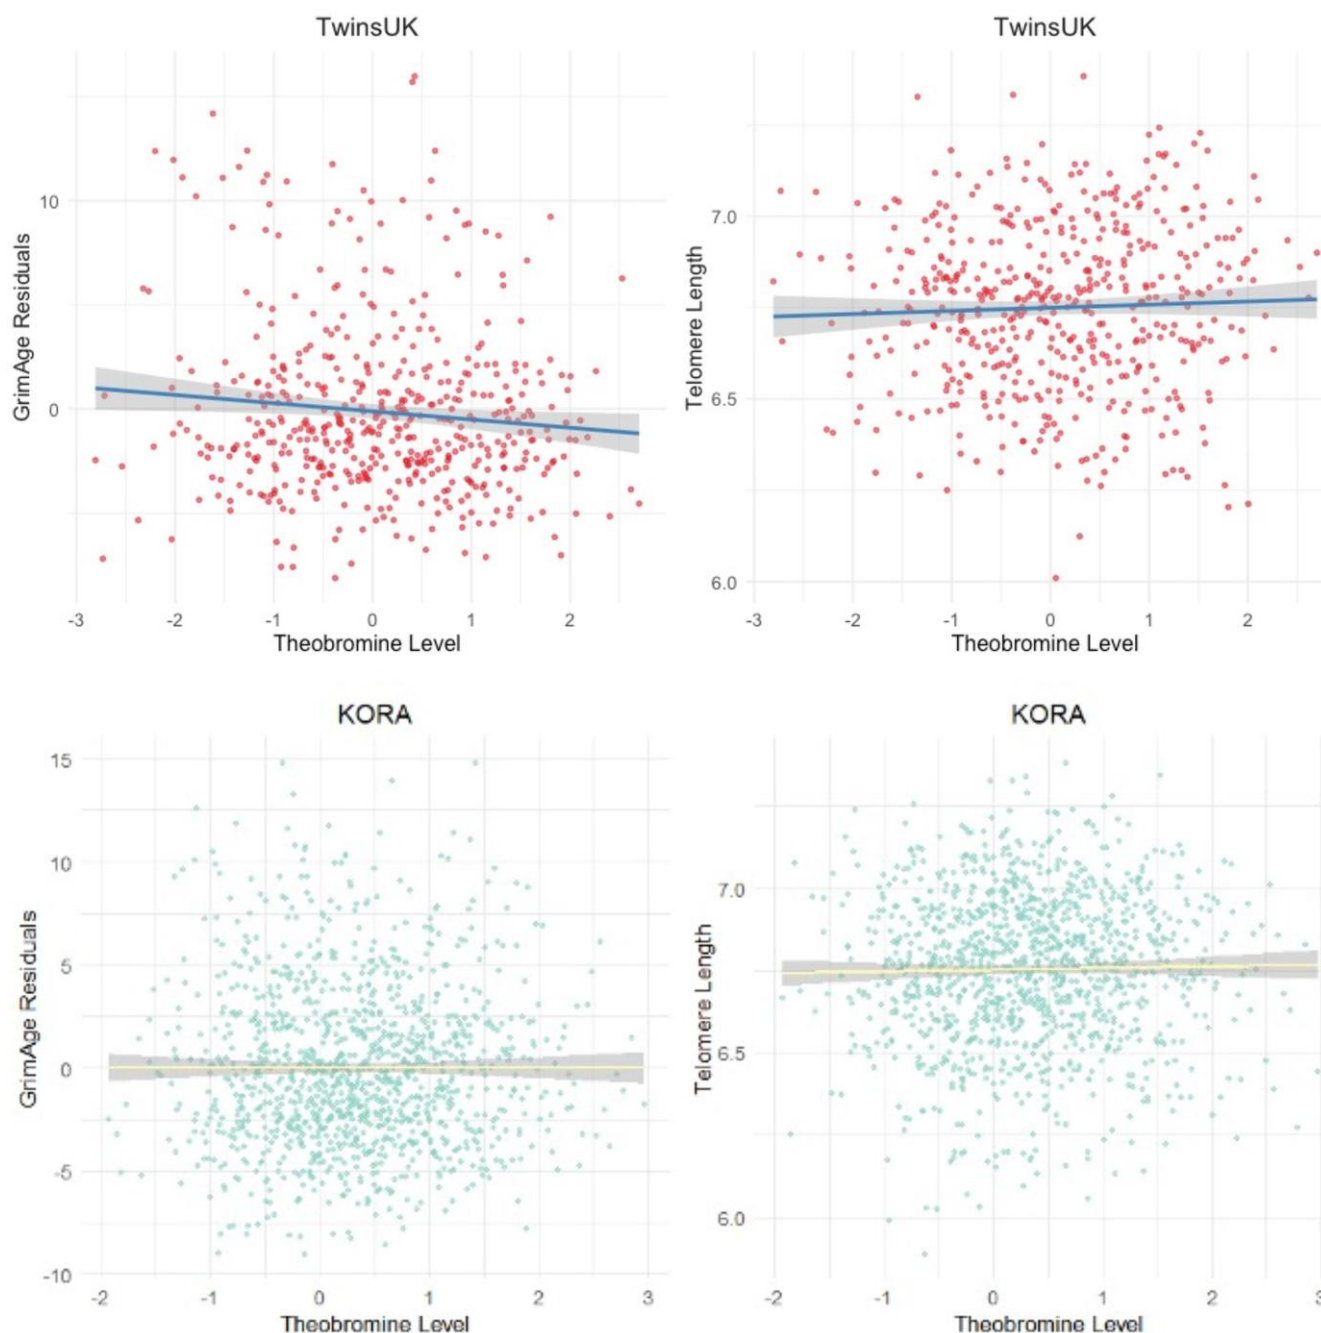 TwinsUK
GrimAge Residuals
10
0
-3 -2 -1 0 1 2
Theobromine Level
TwinsUK
Telomere Length
7.0
6.5
6.0
-3 -2 -1 0 1 2
Theobromine Level
KORA
GrimAge Residuals
15
10
5
0
-5
-10
-2 -1 0 1 2 3
Theobromine Level
KORA
Telomere Length
7.0
6.5
6.0
-2 -1 0 1 2 3
Theobromine Level